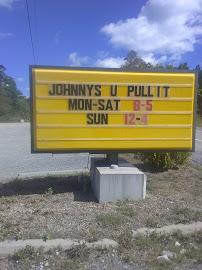 JOHNNYS U PULL IT
MON-SAT 8-5
SUN 12-4